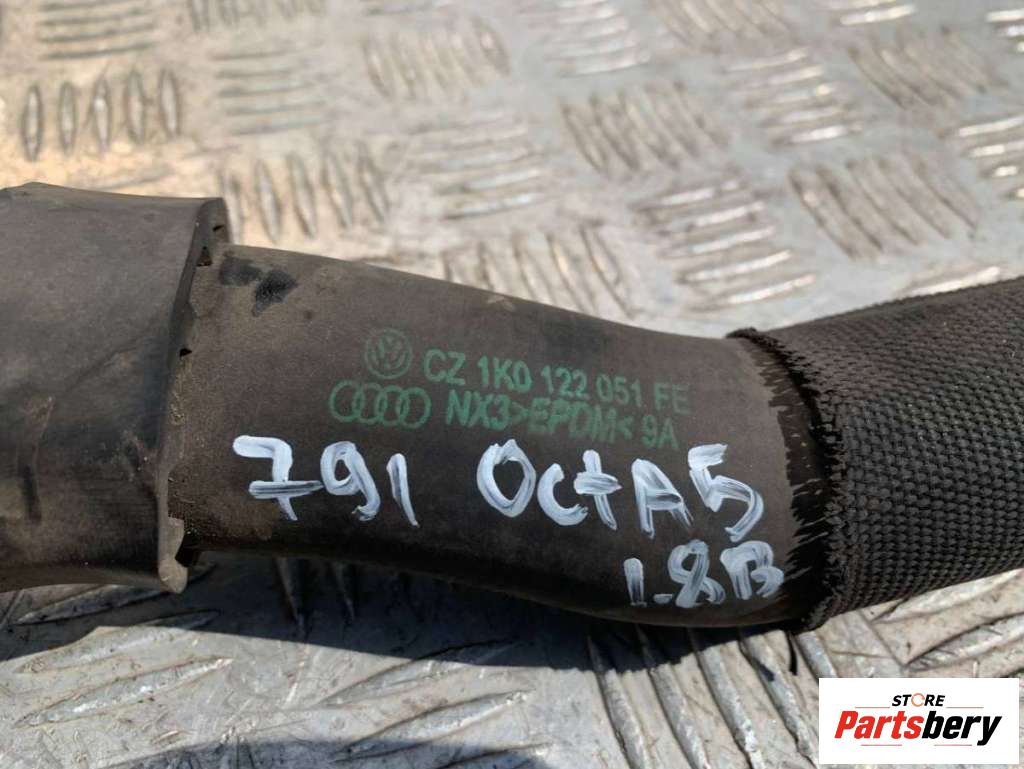 CZ 1K0 122 051 FE
NX3>EPDM< 9A
791 OCtA5
1.8B
STORE
Partsbery